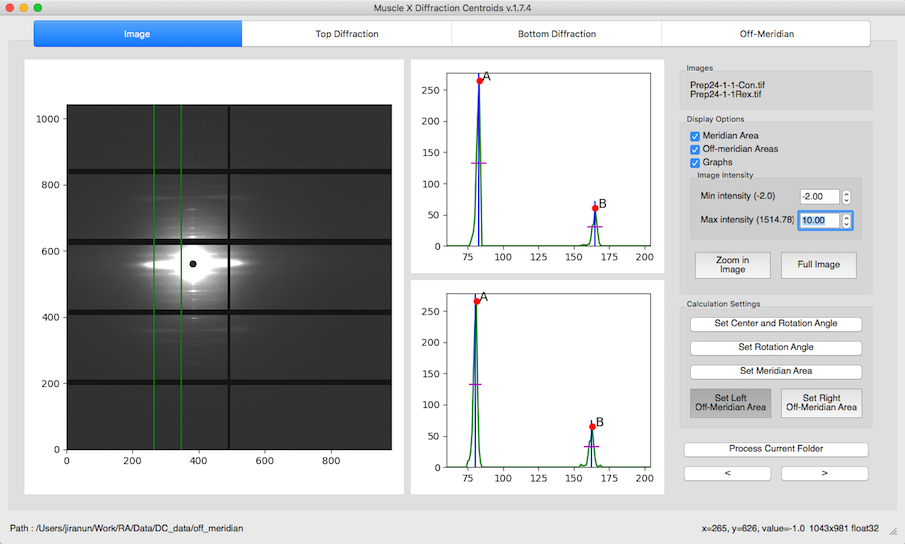 Muscle X Diffraction Centroids v.1.7.4
Image
Top Diffraction
Bottom Diffraction
Off-Meridian
1000
800
600
400
200
0
0 200 400 600 800
250
200
150
100
50
0
A
B
75 100 125 150 175 200
250
200
150
100
50
0
A
B
75 100 125 150 175 200
Images
Prep24-1-1-Con.tif
Prep24-1-1Rex.tif
Display Options
Meridian Area
Off-meridian Areas
Graphs
Image Intensity
Min intensity (-2.0) -2.00
Max intensity (1514.78) 10.00
Zoom in
Image
Full Image
Calculation Settings
Set Center and Rotation Angle
Set Rotation Angle
Set Meridian Area
Set Left
Off-Meridian Area
Set Right
Off-Meridian Area
Process Current Folder
<
>
Path : /Users/jiranun/Work/RA/Data/DC_data/off_meridian
x=265, y=626, value=-1.0 1043x981 float32